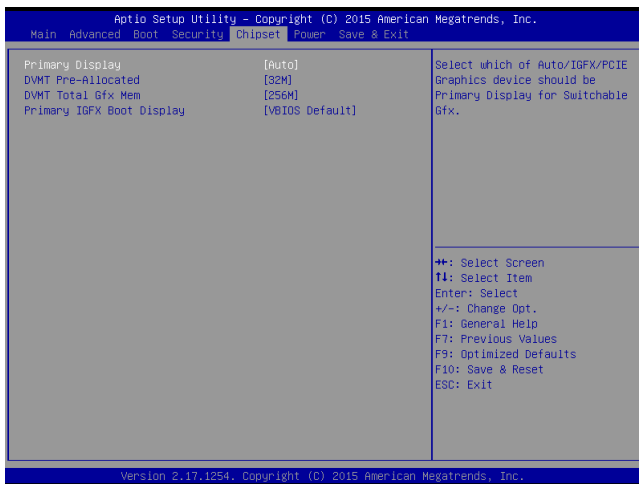 Aptio Setup Utility - Copyright (C) 2015 American Megatrends, Inc.
Main Advanced Boot Security Chipset Power Save & Exit
Primary Display [Auto]
DVMT Pre-Allocated [32M]
DVMT Total Gfx Mem [256M]
Primary IGFX Boot Display [VBIOS Default]
Select which of Auto/IGFX/PCIE
Graphics device should be
Primary Display for Switchable
Gfx.
→←: Select Screen
↑↓: Select Item
Enter: Select
+/-: Change Opt.
F1: General Help
F7: Previous Values
F9: Optimized Defaults
F10: Save & Reset
ESC: Exit
Version 2.17.1254. Copyright (C) 2015 American Megatrends, Inc.